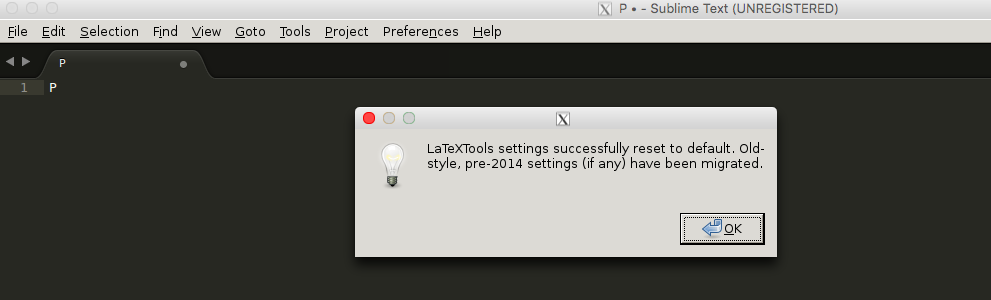 P • - Sublime Text (UNREGISTERED)
File Edit Selection Find View Goto Tools Project Preferences Help
P
1 P
LaTeXTools settings successfully reset to default. Old-
style, pre-2014 settings (if any) have been migrated.
OK